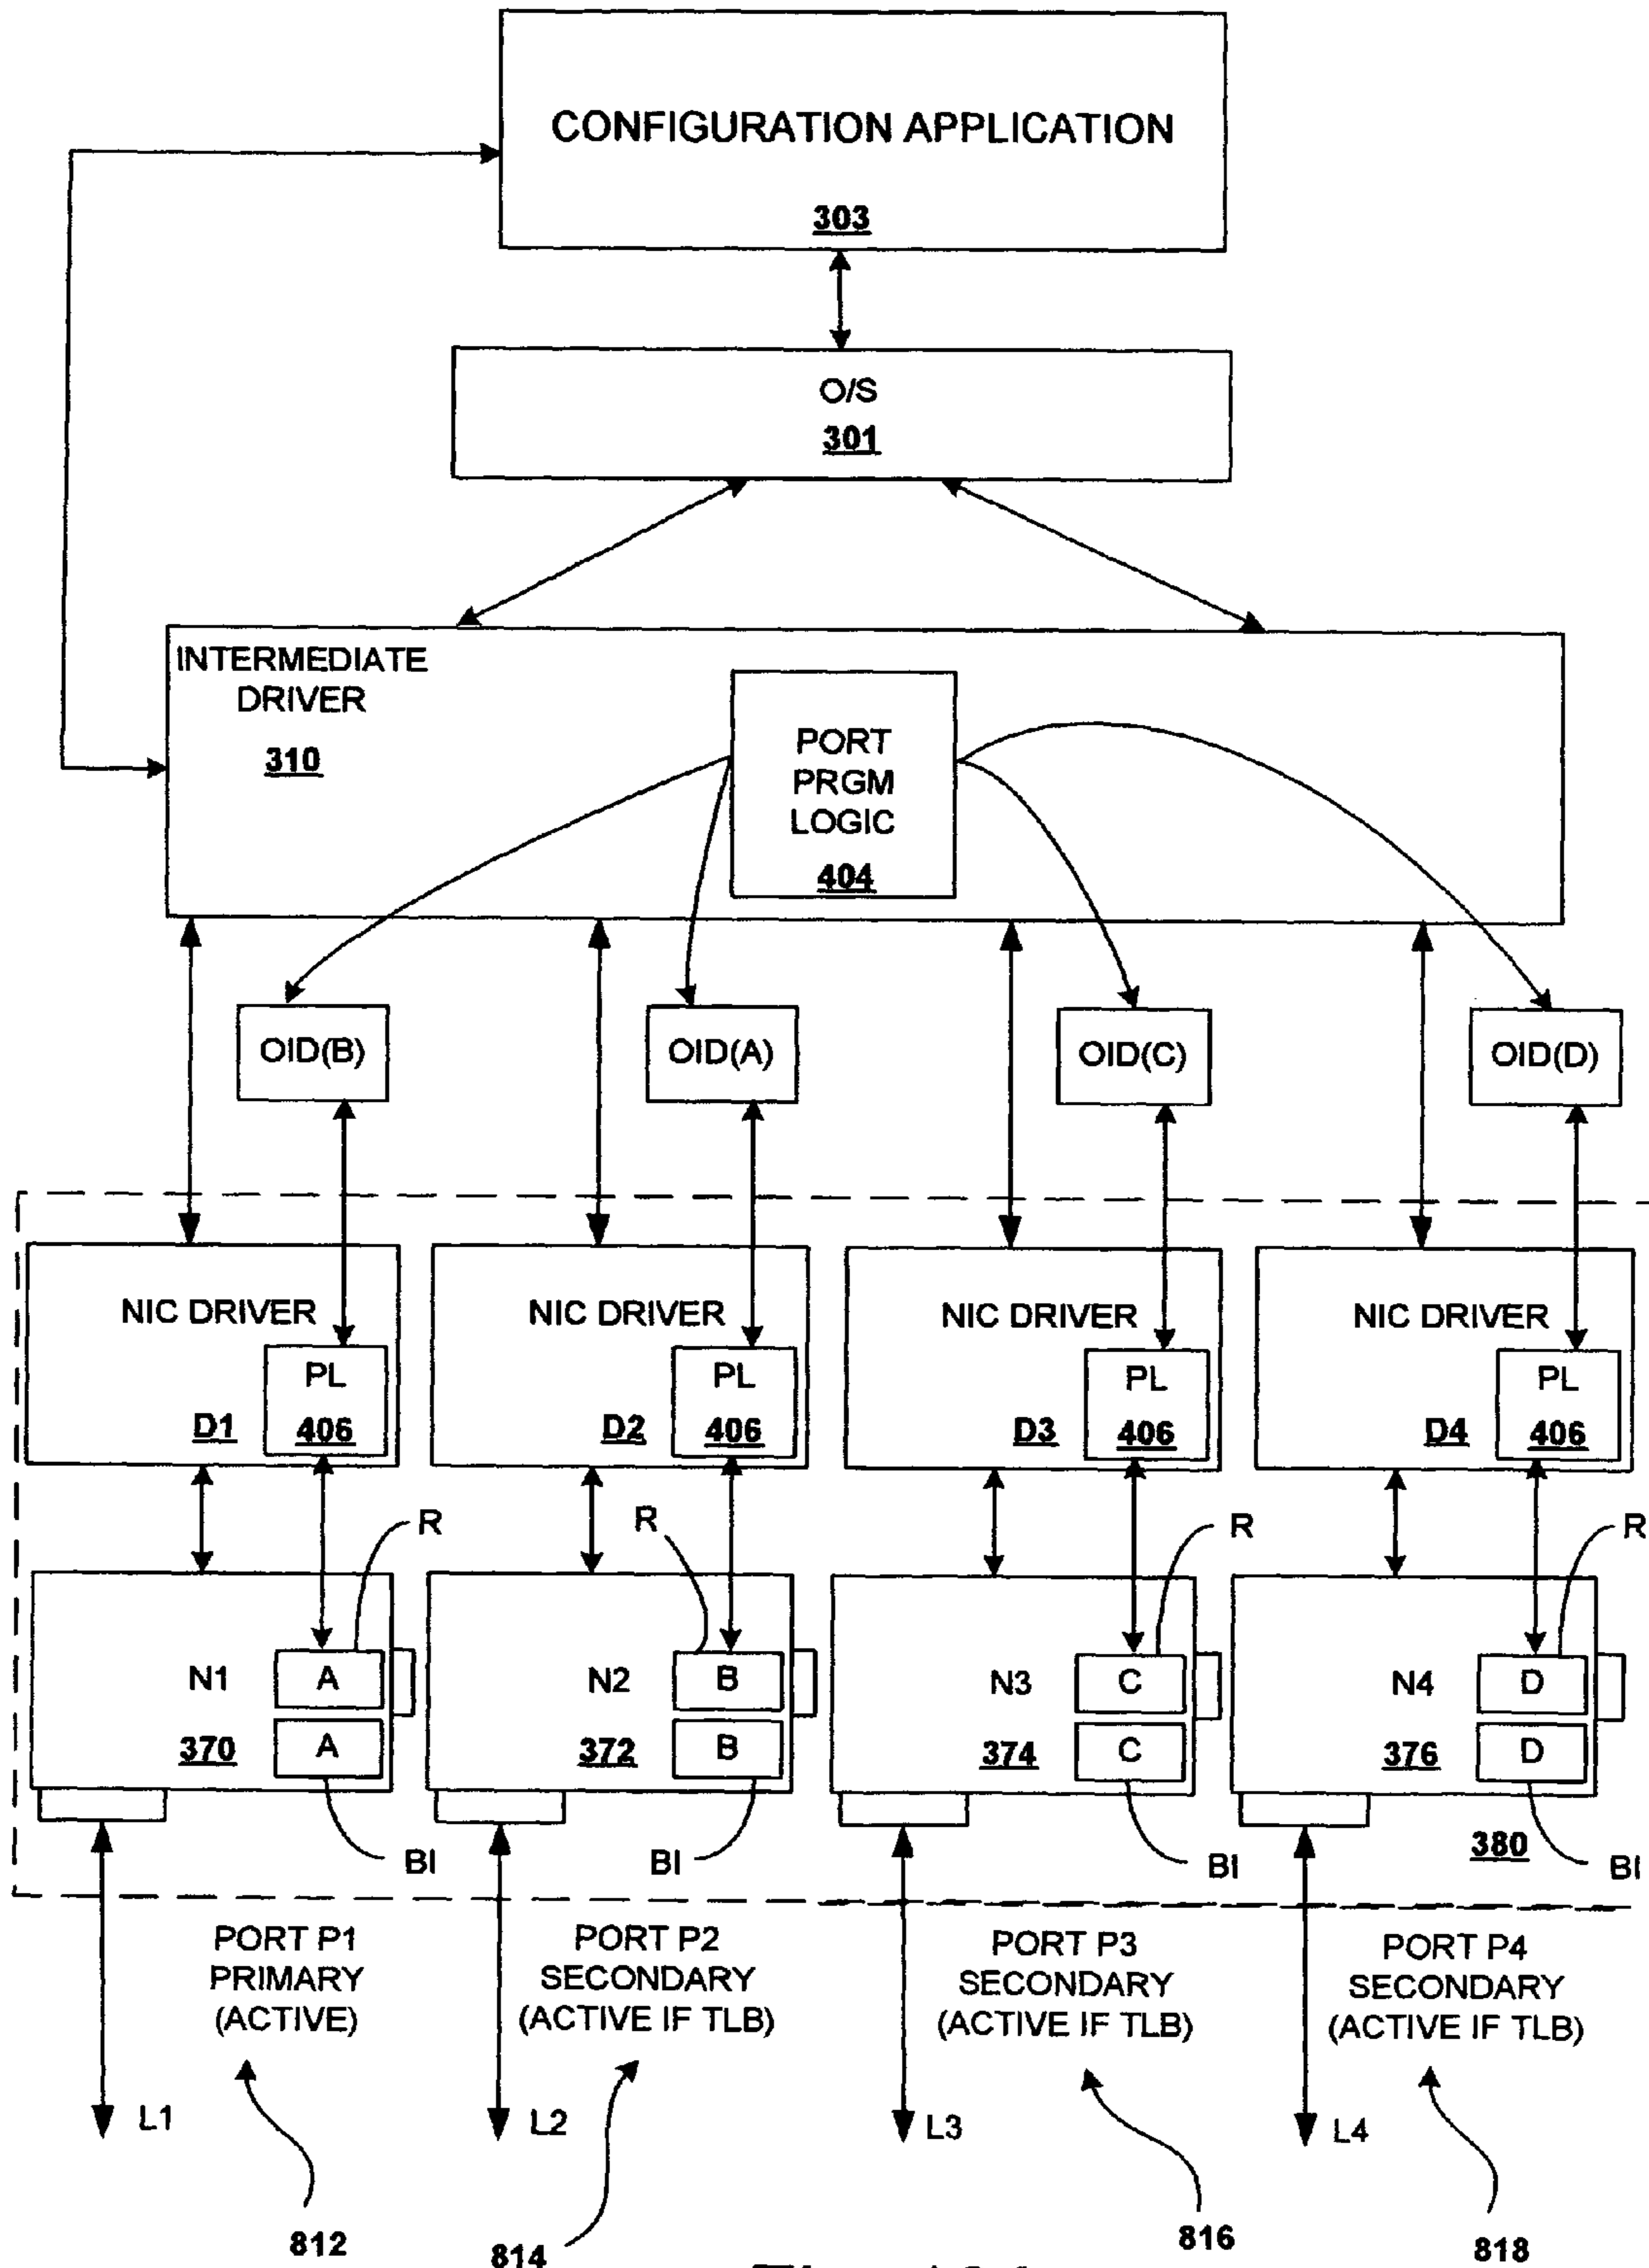 CONFIGURATION APPLICATION
303
O/S
301
INTERMEDIATE
DRIVER
310
PORT
PRGM
LOGIC
404
OID(B)
OID(A)
OID(C)
OID(D)
NIC DRIVER
PL
D1
406
NIC DRIVER
PL
D2
406
NIC DRIVER
PL
D3
406
NIC DRIVER
PL
D4
406
R
R
R
R
N1
A
370
A
N2
B
372
B
N3
C
374
C
N4
D
376
D
380
BI
BI
BI
BI
PORT P1
PRIMARY
(ACTIVE)
PORT P2
SECONDARY
(ACTIVE IF TLB)
PORT P3
SECONDARY
(ACTIVE IF TLB)
PORT P4
SECONDARY
(ACTIVE IF TLB)
L1
L2
L3
L4
812
814
816
818